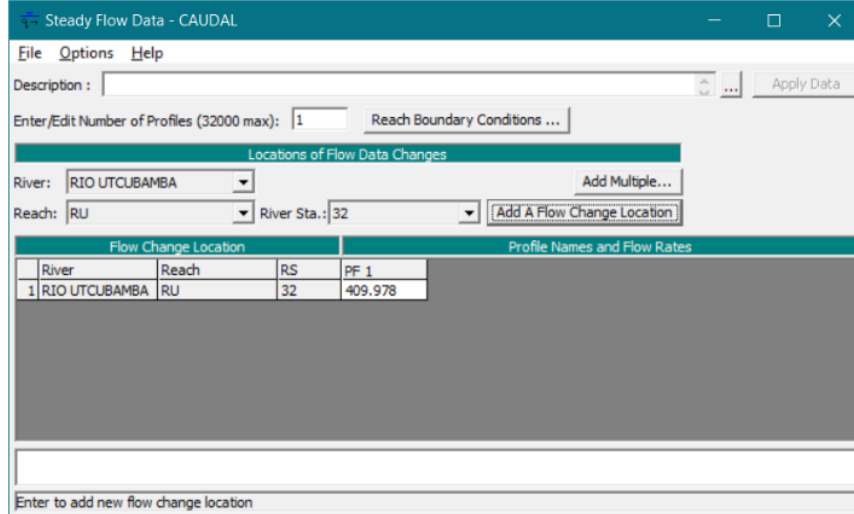 Steady Flow Data - CAUDAL
File Options Help
Description : ... Apply Data
Enter/Edit Number of Profiles (32000 max): 1 Reach Boundary Conditions ...
Locations of Flow Data Changes
River: RIO UTCUBAMBA Add Multiple...
Reach: RU River Sta.: 32 Add A Flow Change Location
Flow Change Location Profile Names and Flow Rates
River Reach RS PF 1
1 RIO UTCUBAMBA RU 32 409.978
Enter to add new flow change location